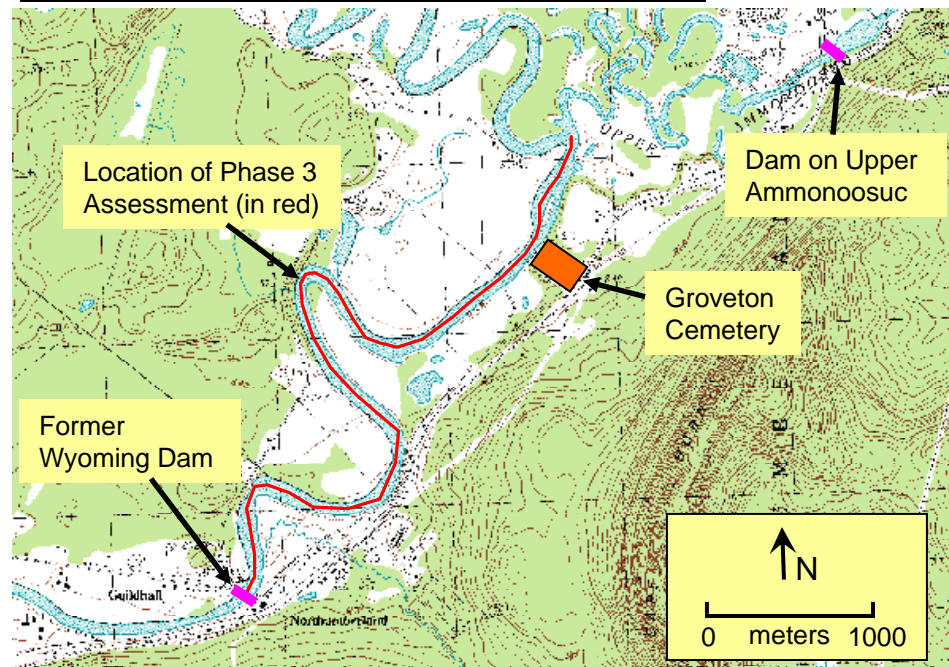 Location of Phase 3
Assessment (in red)
Dam on Upper
Ammonoosuc
UPPER
Groveton
Cemetery
Former
Wyoming Dam
Guildhall
N
0 meters 1000